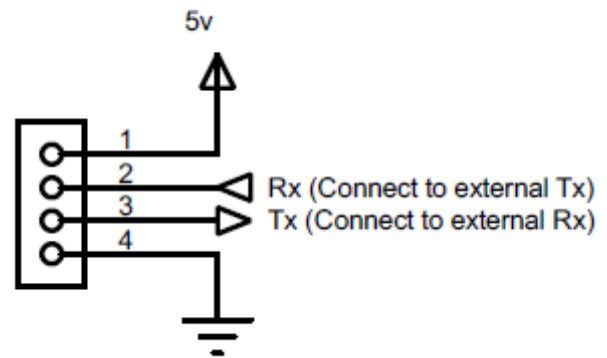 5v
1
2
Rx (Connect to external Tx)
3
Tx (Connect to external Rx)
4